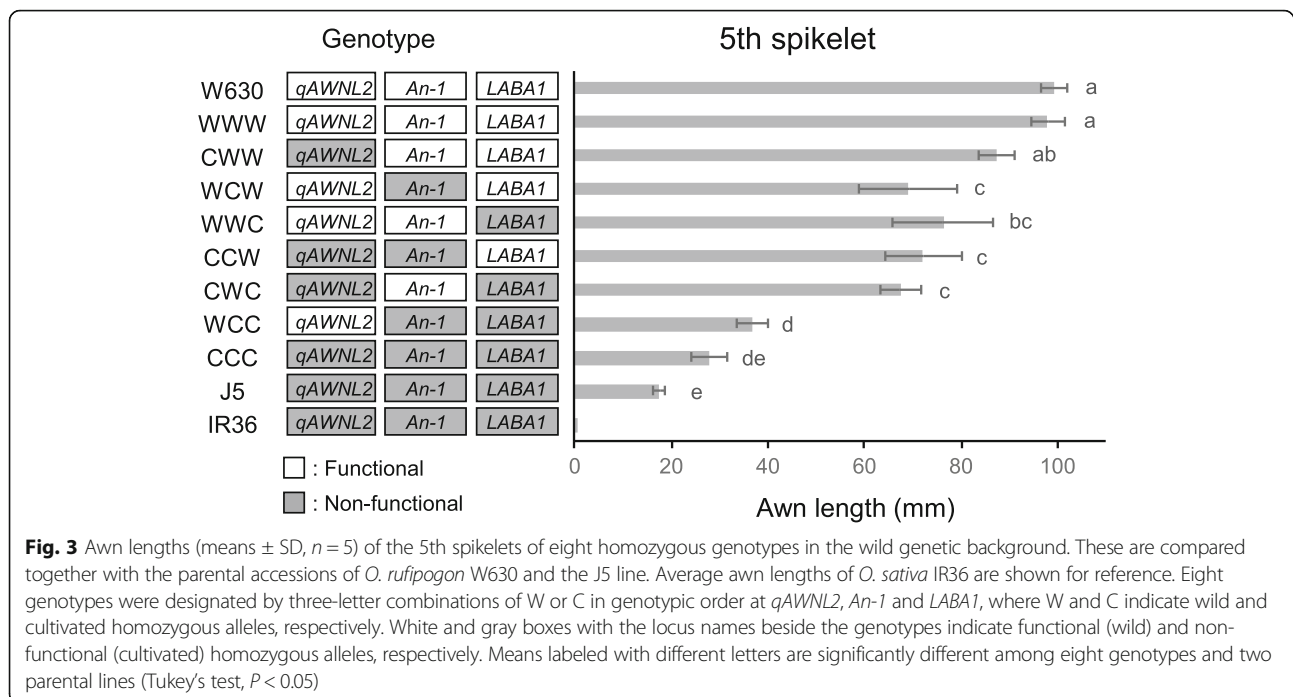 Genotype 5th spikelet
W630 qAWNL2 An-1 LABA1 a
WWW qAWNL2 An-1 LABA1 a
CWW qAWNL2 An-1 LABA1 ab
WCW qAWNL2 An-1 LABA1 c
WWC qAWNL2 An-1 LABA1 bc
CCW qAWNL2 An-1 LABA1 c
CWC qAWNL2 An-1 LABA1 c
WCC qAWNL2 An-1 LABA1 d
CCC qAWNL2 An-1 LABA1 de
J5 qAWNL2 An-1 LABA1 e
IR36 qAWNL2 An-1 LABA1
0 20 40 60 80 100
: Functional
: Non-functional
Awn length (mm)
Fig. 3 Awn lengths (means ± SD, n = 5) of the 5th spikelets of eight homozygous genotypes in the wild genetic background. These are compared
together with the parental accessions of O. rufipogon W630 and the J5 line. Average awn lengths of O. sativa IR36 are shown for reference. Eight
genotypes were designated by three-letter combinations of W or C in genotypic order at qAWNL2, An-1 and LABA1, where W and C indicate wild and
cultivated homozygous alleles, respectively. White and gray boxes with the locus names beside the genotypes indicate functional (wild) and non-
functional (cultivated) homozygous alleles, respectively. Means labeled with different letters are significantly different among eight genotypes and two
parental lines (Tukey's test, P < 0.05)